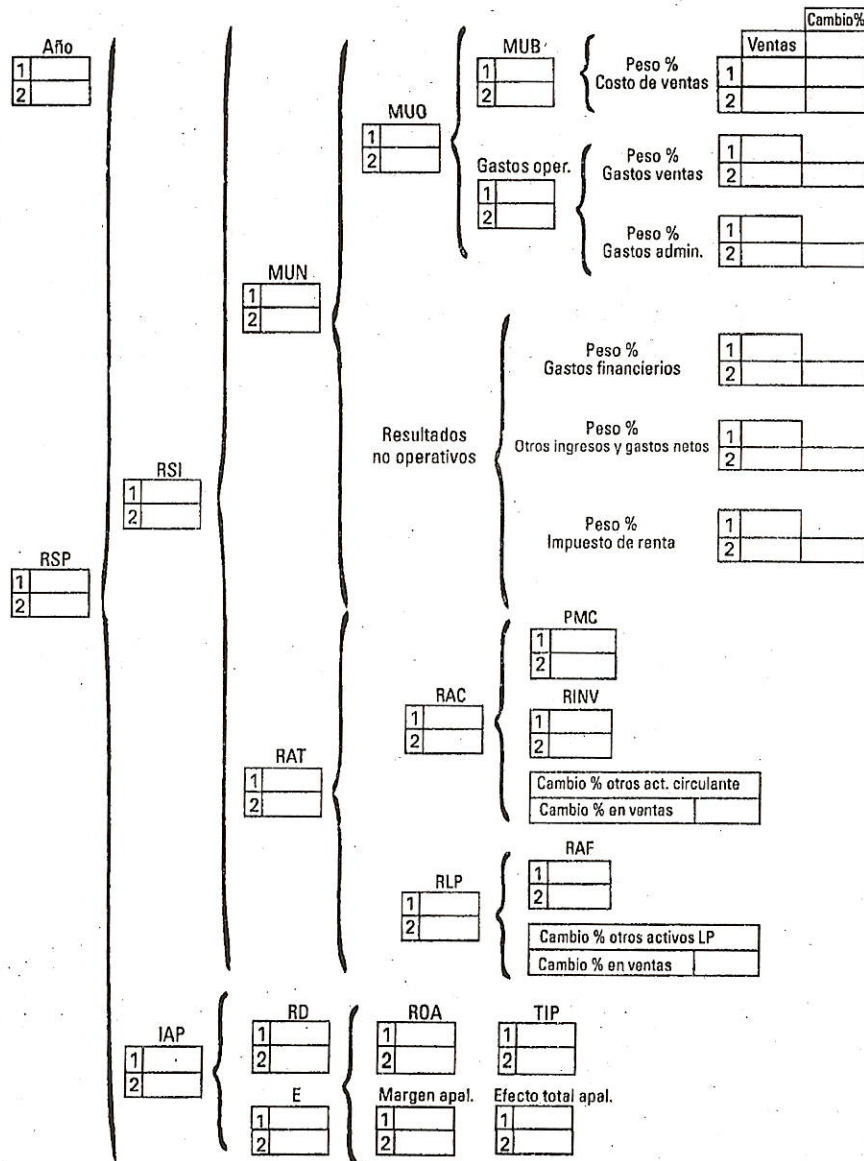 Cambio%
Año
1
2
MUB
1
2
Peso %
Costo de ventas
Ventas
1
2
MUO
1
2
Gastos oper.
1
2
Peso %
Gastos ventas
1
2
Peso %
Gastos admin.
1
2
MUN
1
2
Peso %
Gastos financierios
1
2
Resultados
no operativos
Peso %
Otros ingresos y gastos netos
1
2
RSI
1
2
Peso %
Impuesto de renta
1
2
RSP
1
2
PMC
1
2
RAC
1
2
RINV
1
2
RAT
1
2
Cambio % otros act. circulante
Cambio % en ventas
RAF
1
2
RLP
1
2
Cambio % otros activos LP
Cambio % en ventas
IAP
1
2
RD
1
2
ROA
1
2
TIP
1
2
E
1
2
Margen apal.
1
2
Efecto total apal.
1
2